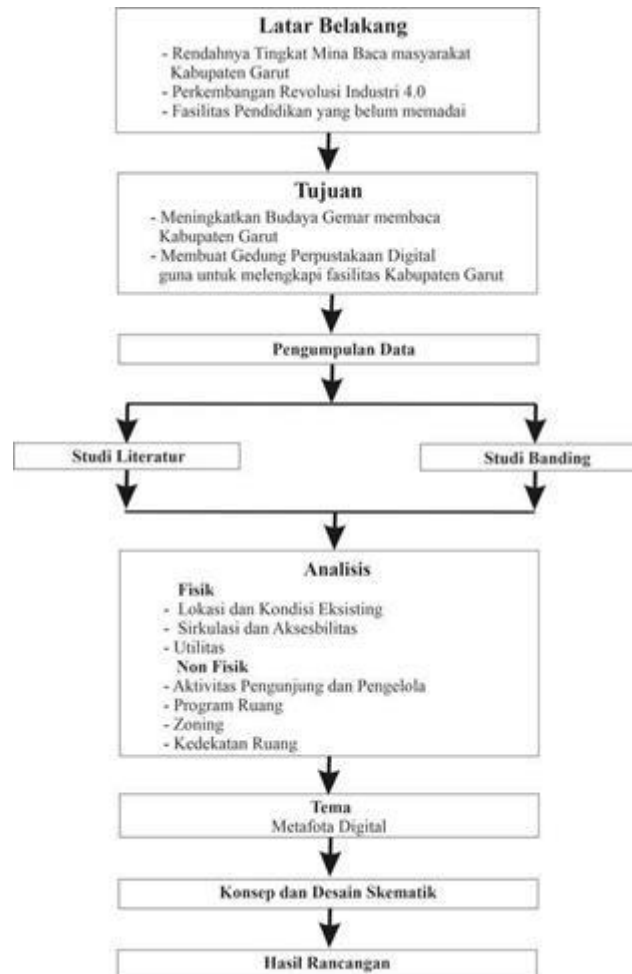 Latar Belakang
- Rendahnya Tingkat Mina Baca masyarakat
Kabupaten Garut
- Perkembangan Revolusi Industri 4.0
- Fasilitas Pendidikan yang belum memadai
Tujuan
- Meningkatkan Budaya Gemar membaca
Kabupaten Garut
- Membuat Gedung Perpustakaan Digital
guna untuk melengkapi fasilitas Kabupaten Garut
Pengumpulan Data
Studi Literatur
Studi Banding
Analisis
Fisik
- Lokasi dan Kondisi Eksisting
- Sirkulasi dan Aksesbilitas
- Utilitas
Non Fisik
- Aktivitas Pengunjung dan Pengelola
- Program Ruang
- Zoning
- Kedekatan Ruang
Tema
Metafota Digital
Konsep dan Desain Skematik
Hasil Rancangan